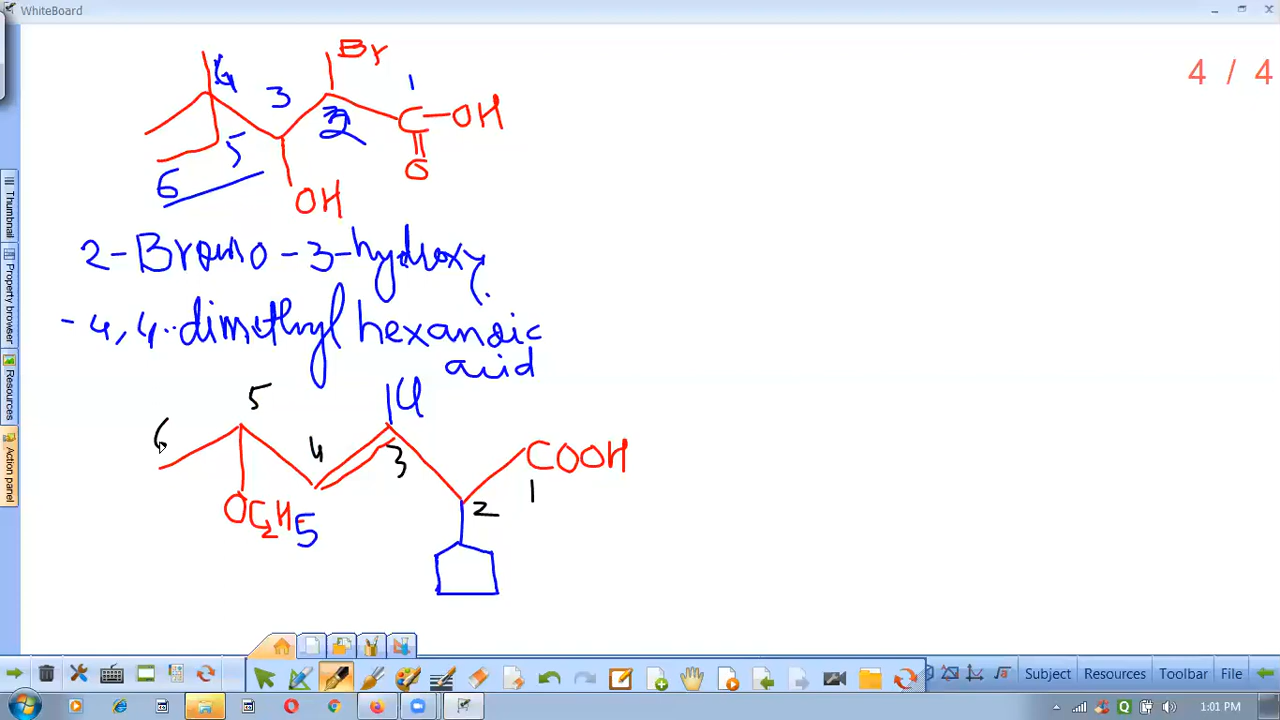 WhiteBoard
4 / 4
Br
4
1
3
2
C-OH
O
5
6
OH
2-Bromo-3-hydroxy
-4,4-dimethyl hexanoic
acid
5
6
4
3
COOH
1
2
OC2H5
Thumbnail
Property browser
Resources
Action panel
Subject Resources Toolbar File
1:01 PM